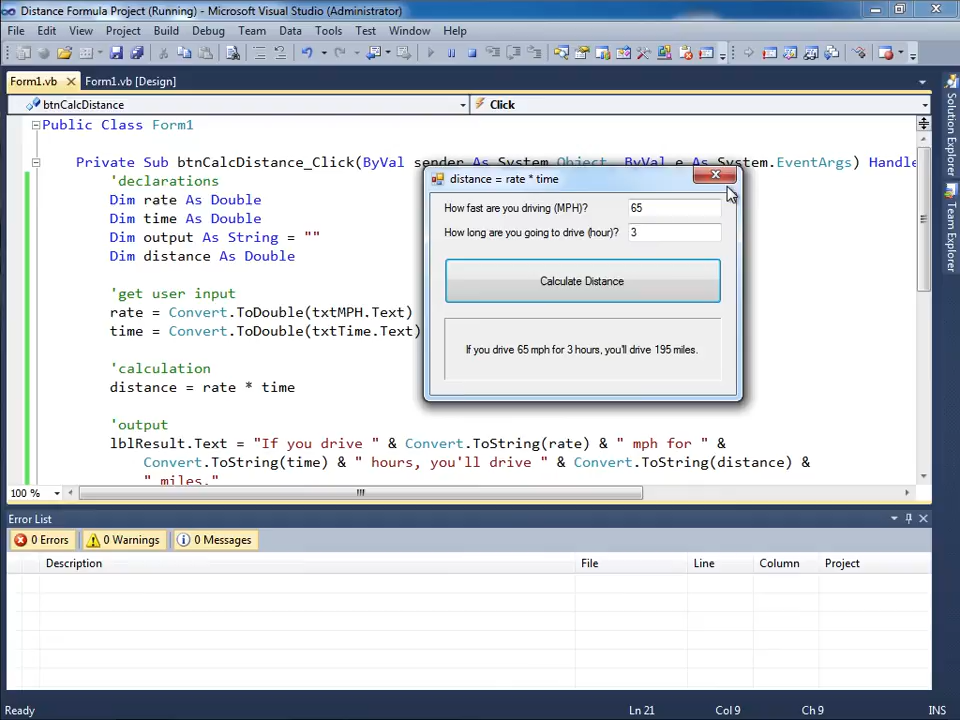 Distance Formula Project (Running) - Microsoft Visual Studio (Administrator)
File Edit View Project Build Debug Team Data Tools Test Window Help
Form1.vb Form1.vb [Design]
btnCalcDistance Click
Public Class Form1
Private Sub btnCalcDistance_Click(ByVal sender As System.Object, ByVal e As System.EventArgs) Handle
'declarations
Dim rate As Double
Dim time As Double
Dim output As String = ""
Dim distance As Double
'get user input
rate = Convert.ToDouble(txtMPH.Text)
time = Convert.ToDouble(txtTime.Text)
'calculation
distance = rate * time
'output
lblResult.Text = "If you drive " & Convert.ToString(rate) & " mph for " &
Convert.ToString(time) & " hours, you'll drive " & Convert.ToString(distance) &
" miles."
distance = rate * time
How fast are you driving (MPH)? 65
How long are you going to drive (hour)? 3
Calculate Distance
If you drive 65 mph for 3 hours, you'll drive 195 miles.
Solution Explorer
Team Explorer
100 %
Error List
0 Errors 0 Warnings 0 Messages
Description File Line Column Project
Ready Ln 21 Col 9 Ch 9 INS